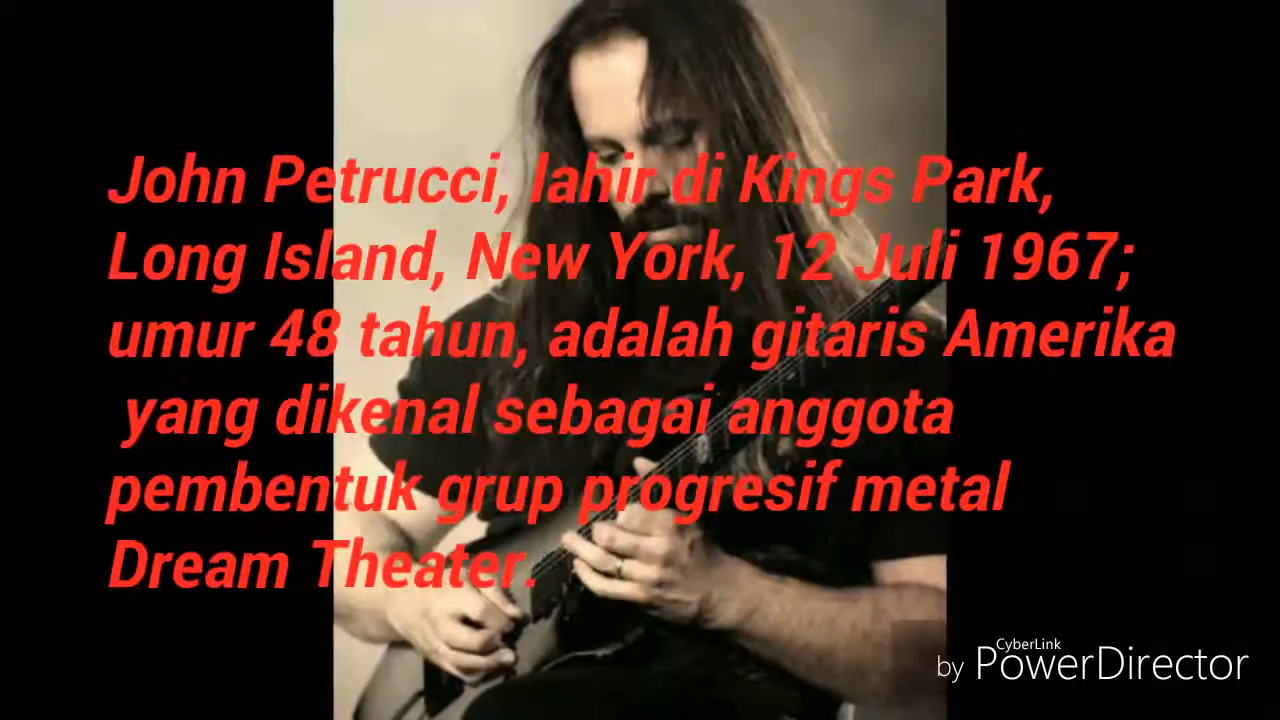 John Petrucci, lahir di Kings Park,
Long Island, New York, 12 Juli 1967;
umur 48 tahun, adalah gitaris Amerika
yang dikenal sebagai anggota
pembentuk grup progresif metal
Dream Theater.
CyberLink
by PowerDirector